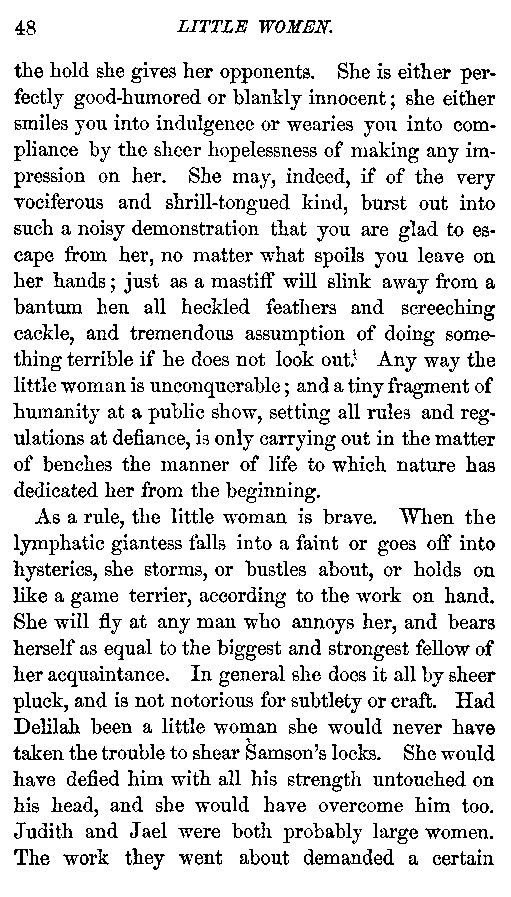 48 LITTLE WOMEN.
the hold she gives her opponents. She is either per-
fectly good-humored or blankly innocent; she either
smiles you into indulgence or wearies you into com-
pliance by the sheer hopelessness of making any im-
pression on her. She may, indeed, if of the very
vociferous and shrill-tongued kind, burst out into
such a noisy demonstration that you are glad to es-
cape from her, no matter what spoils you leave on
her hands; just as a mastiff will slink away from a
bantum hen all heckled feathers and screeching
cackle, and tremendous assumption of doing some-
thing terrible if he does not look out. Any way the
little woman is unconquerable; and a tiny fragment of
humanity at a public show, setting all rules and reg-
ulations at defiance, is only carrying out in the matter
of benches the manner of life to which nature has
dedicated her from the beginning.
As a rule, the little woman is brave. When the
lymphatic giantess falls into a faint or goes off into
hysterics, she storms, or bustles about, or holds on
like a game terrier, according to the work on hand.
She will fly at any man who annoys her, and bears
herself as equal to the biggest and strongest fellow of
her acquaintance. In general she does it all by sheer
pluck, and is not notorious for subtlety or craft. Had
Delilah been a little woman she would never have
taken the trouble to shear Samson's locks. She would
have defied him with all his strength untouched on
his head, and she would have overcome him too.
Judith and Jael were both probably large women.
The work they went about demanded a certain